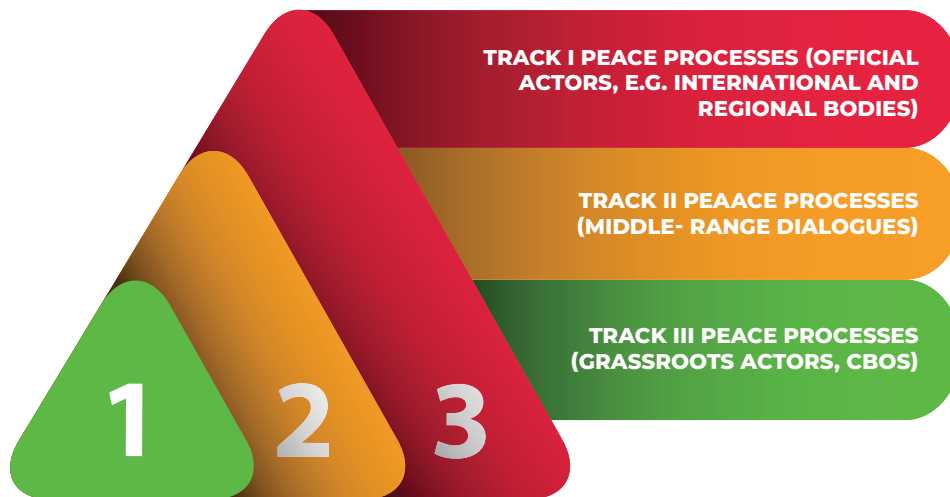 TRACK I PEACE PROCESSES (OFFICIAL
ACTORS, E.G. INTERNATIONAL AND
REGIONAL BODIES)
TRACK II PEAACE PROCESSES
(MIDDLE- RANGE DIALOGUES)
TRACK III PEACE PROCESSES
(GRASSROOTS ACTORS, CBOS)
1 2 3